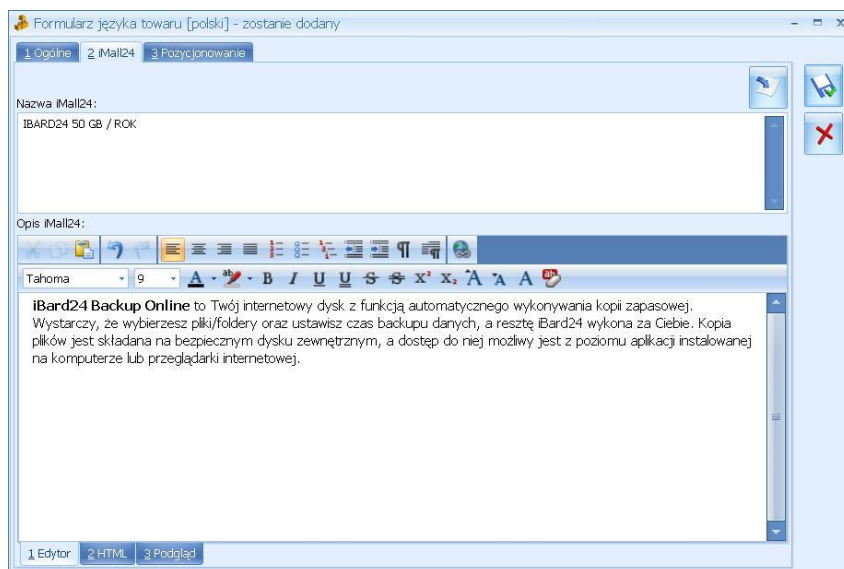 Formularz języka towaru [polski] - zostanie dodany
1 Ogólne 2 iMall24 3 Pozycjonowanie
Nazwa iMall24:
IBARD24 50 GB / ROK
Opis iMall24:
Tahoma 9 A ab B I U U S S X² X₂ A A A
iBard24 Backup Online to Twój internetowy dysk z funkcją automatycznego wykonywania kopii zapasowej.
Wystarczy, że wybierzesz pliki/foldery oraz ustawisz czas backupu danych, a resztę iBard24 wykona za Ciebie. Kopia
plików jest składana na bezpiecznym dysku zewnętrznym, a dostęp do niej możliwy jest z poziomu aplikacji instalowanej
na komputerze lub przeglądarki internetowej.
1 Edytor 2 HTML 3 Podgląd